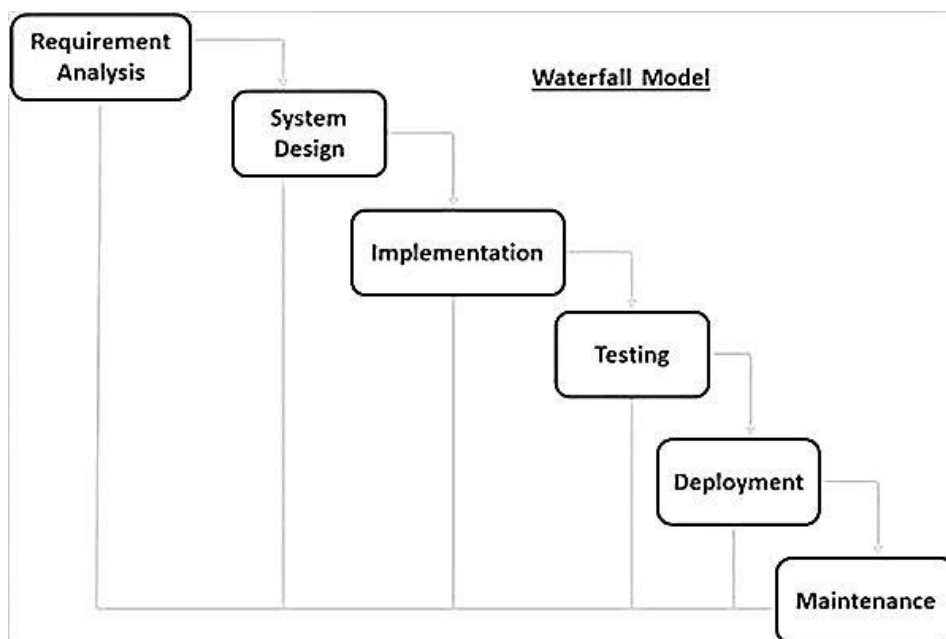 Requirement
Analysis
Waterfall Model
System
Design
Implementation
Testing
Deployment
Maintenance